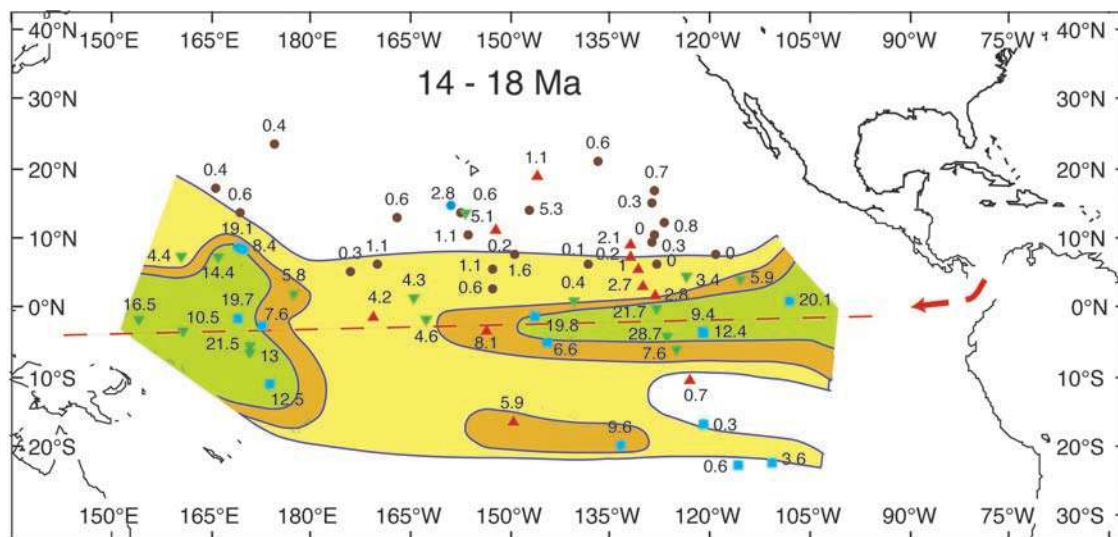 40°N 150°E 165°E 180°E 165°W 150°W 135°W 120°W 105°W 90°W 75°W 40°N
14 - 18 Ma
30°N 30°N
0.4 0.6
20°N 0.4 1.1 0.7 20°N
0.6 0.6 2.8 0.6 0.3
19.1 5.1 5.3 0 0.8
10°N 8.4 1.1 0.2 2.1 0.3 10°N
4.4 0.3 1.1 1.6 0.1 0.2 0
14.4 5.8 1.1 1 0 3.4 5.9
4.3 0.6 0.4 2.7 2.8
16.5 19.7 4.2 21.7 9.4 20.1
0°N 0°N
10.5 7.6 4.6 19.8 28.7 12.4
21.5 13 8.1 6.6 7.6
10°S 10°S
12.5 5.9 0.7
9.6 0.3
20°S 20°S
0.6 3.6
30°S 30°S
150°E 165°E 180°E 165°W 150°W 135°W 120°W 105°W 90°W 75°W